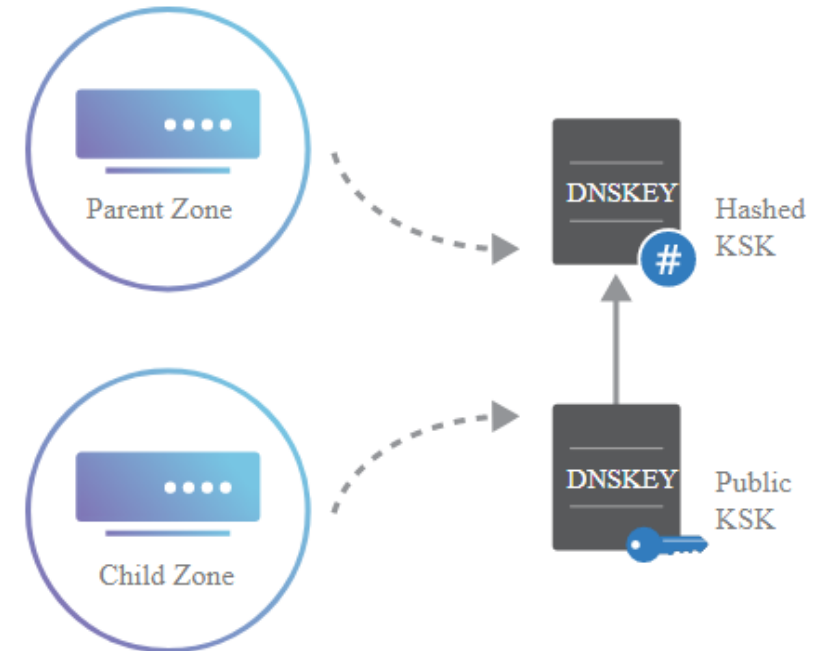 Parent Zone
DNSKEY
Hashed
KSK
#
Child Zone
DNSKEY
Public
KSK